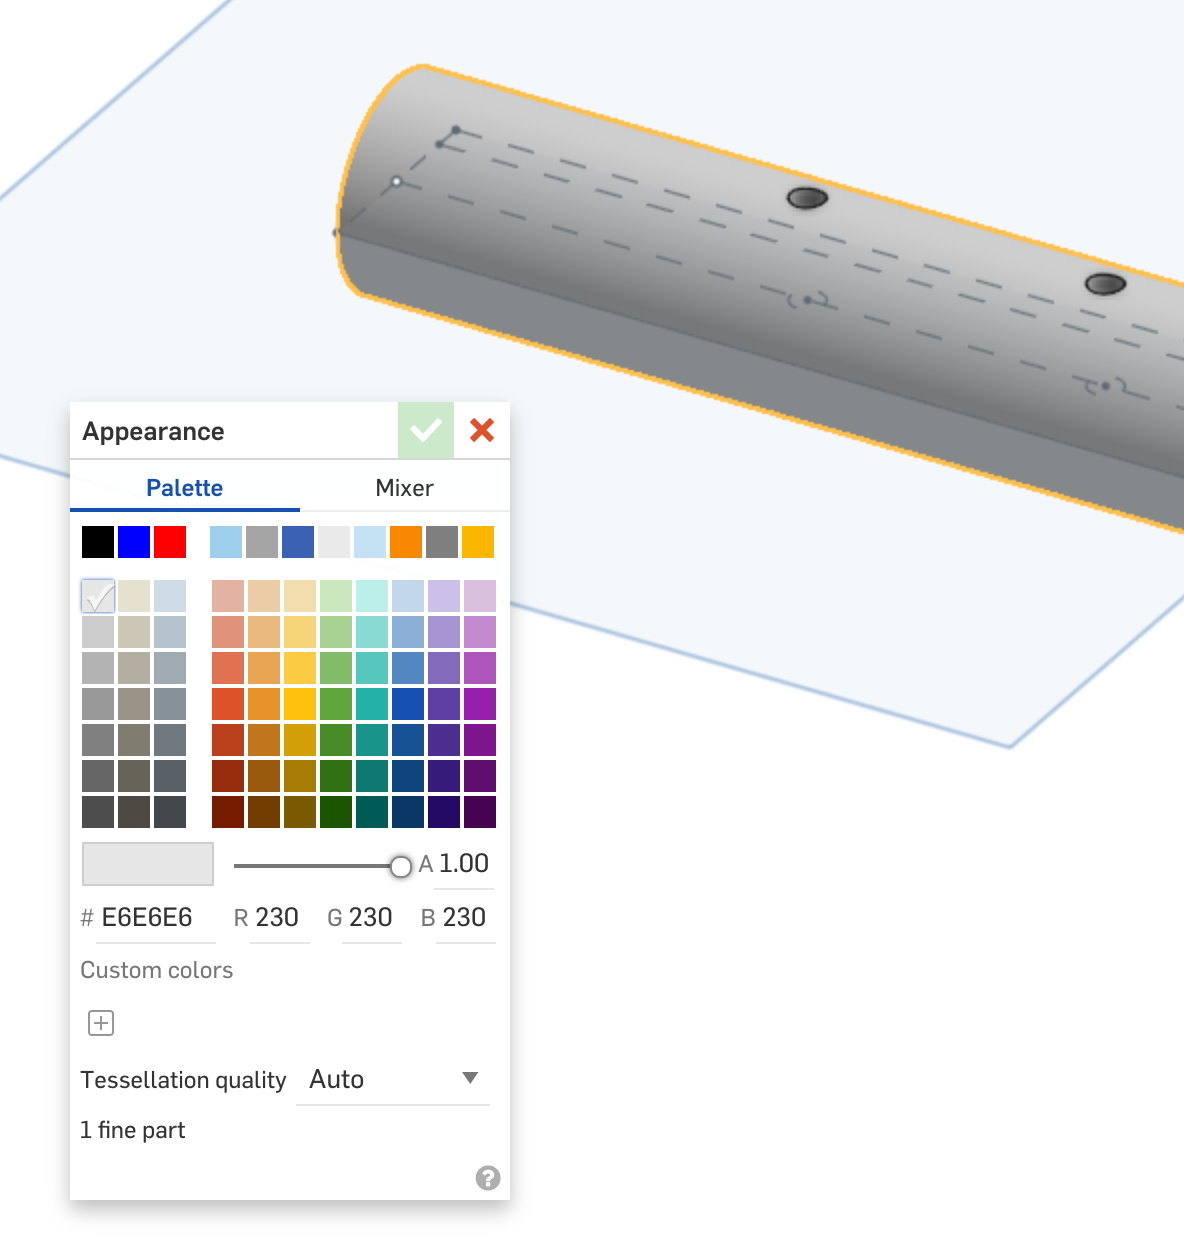 Appearance
Palette Mixer
A 1.00
# E6E6E6 R 230 G 230 B 230
Custom colors
Tessellation quality Auto
1 fine part
?